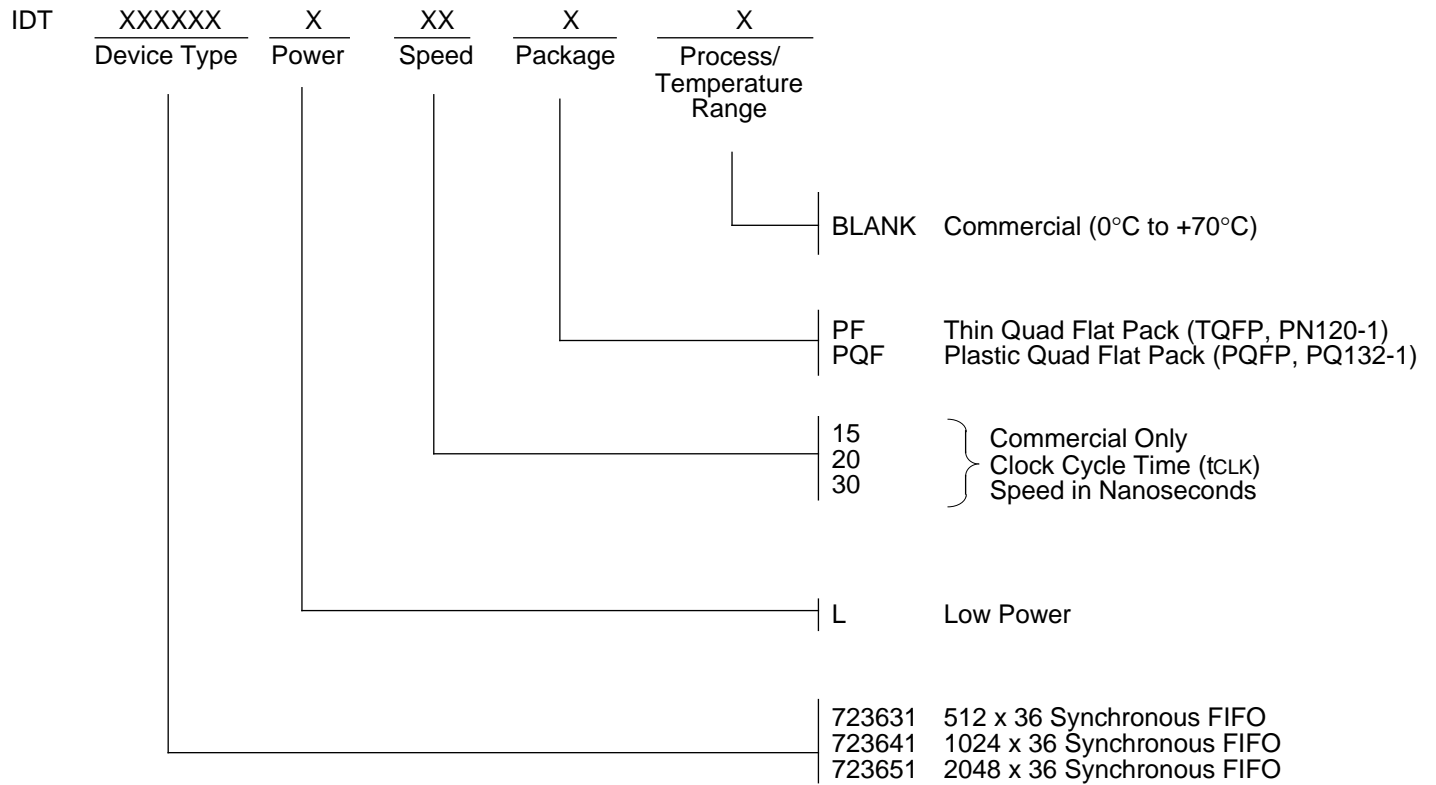 IDT XXXXXX X XX X X
Device Type Power Speed Package Process/
Temperature
Range
BLANK Commercial (0°C to +70°C)
PF Thin Quad Flat Pack (TQFP, PN120-1)
PQF Plastic Quad Flat Pack (PQFP, PQ132-1)
15 Commercial Only
20 Clock Cycle Time (tCLK)
30 Speed in Nanoseconds
L Low Power
723631 512 x 36 Synchronous FIFO
723641 1024 x 36 Synchronous FIFO
723651 2048 x 36 Synchronous FIFO